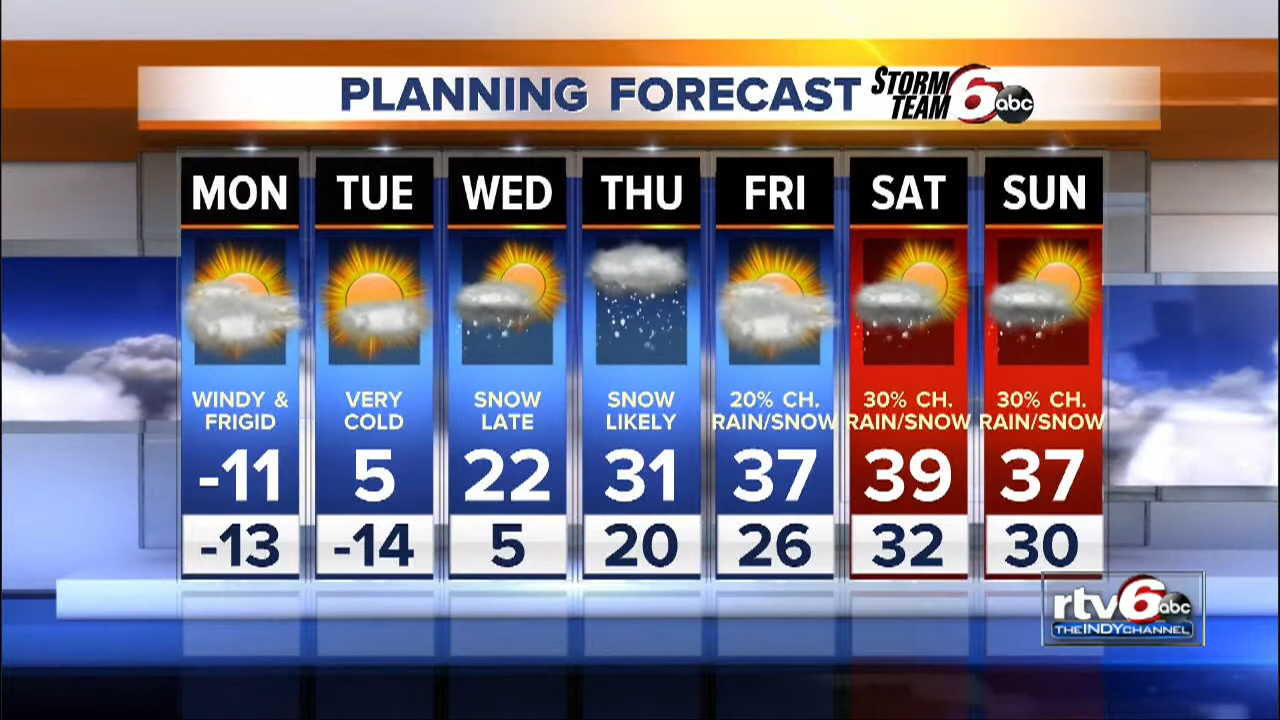 PLANNING FORECAST STORM TEAM 6 abc
MON TUE WED THU FRI SAT SUN
WINDY & VERY SNOW SNOW 20% CH. 30% CH. 30% CH.
FRIGID COLD LATE LIKELY RAIN/SNOW RAIN/SNOW RAIN/SNOW
-11 5 22 31 37 39 37
-13 -14 5 20 26 32 30
rtv6 abc
THE INDY CHANNEL